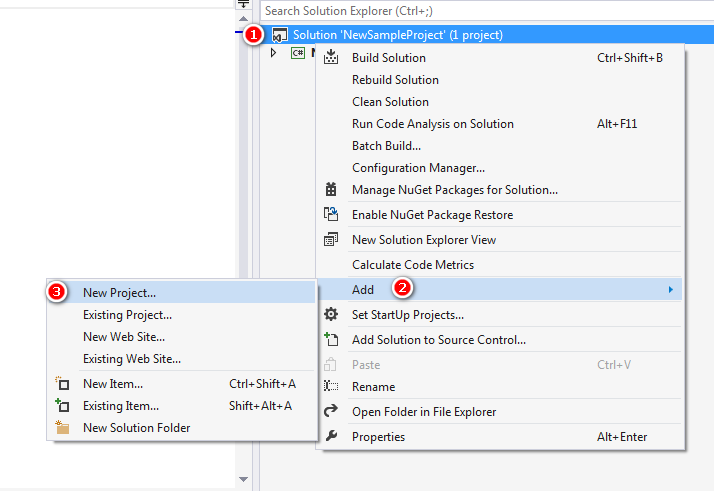 Search Solution Explorer (Ctrl+;)
1 Solution 'NewSampleProject' (1 project)
C#
Build Solution Ctrl+Shift+B
Rebuild Solution
Clean Solution
Run Code Analysis on Solution Alt+F11
Batch Build...
Configuration Manager...
Manage NuGet Packages for Solution...
Enable NuGet Package Restore
New Solution Explorer View
Calculate Code Metrics
Add 2
Set StartUp Projects...
Add Solution to Source Control...
Paste Ctrl+V
Rename
Open Folder in File Explorer
Properties Alt+Enter
3 New Project...
Existing Project...
New Web Site...
Existing Web Site...
New Item... Ctrl+Shift+A
Existing Item... Shift+Alt+A
New Solution Folder